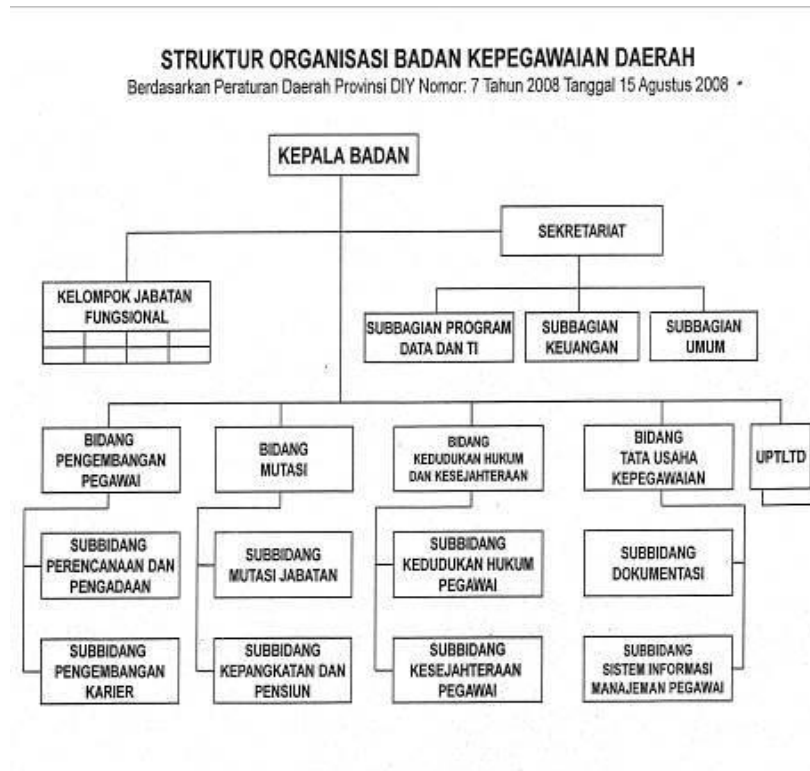 STRUKTUR ORGANISASI BADAN KEPEGAWAIAN DAERAH
Berdasarkan Peraturan Daerah Provinsi DIY Nomor: 7 Tahun 2008 Tanggal 15 Agustus 2008
KEPALA BADAN
SEKRETARIAT
KELOMPOK JABATAN
FUNGSIONAL
SUBBAGIAN PROGRAM
DATA DAN TI
SUBBAGIAN
KEUANGAN
SUBBAGIAN
UMUM
BIDANG
PENGEMBANGAN
PEGAWAI
BIDANG
MUTASI
BIDANG
KEDUDUKAN HUKUM
DAN KESEJAHTERAAN
BIDANG
TATA USAHA
KEPEGAWAIAN
UPTLTD
SUBBIDANG
PERENCANAAN DAN
PENGADAAN
SUBBIDANG
MUTASI JABATAN
SUBBIDANG
KEDUDUKAN HUKUM
PEGAWAI
SUBBIDANG
DOKUMENTASI
SUBBIDANG
PENGEMBANGAN
KARIER
SUBBIDANG
KEPANGKATAN DAN
PENSIUN
SUBBIDANG
KESEJAHTERAAN
PEGAWAI
SUBBIDANG
SISTEM INFORMASI
MANAJEMAN PEGAWAI